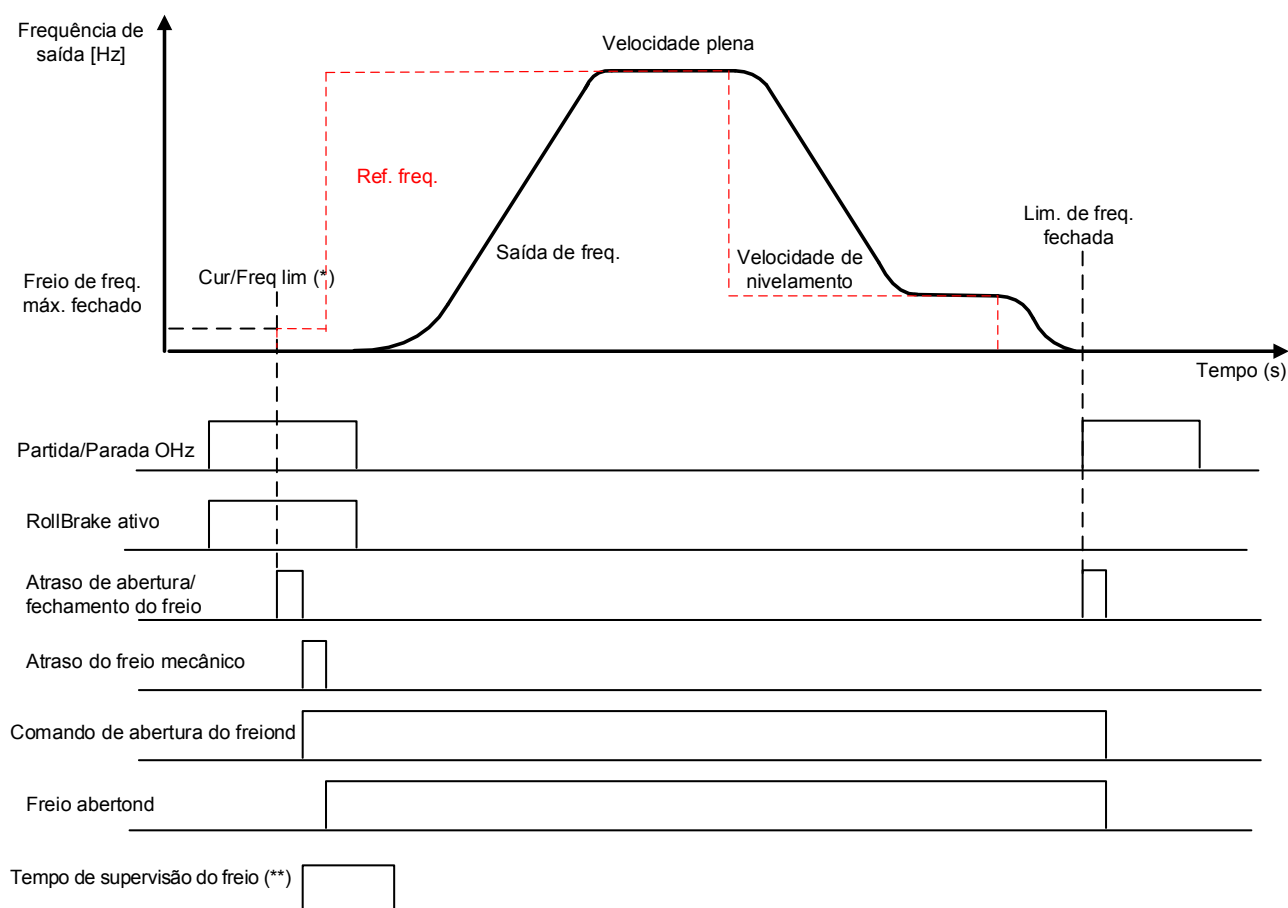 Frequência de
saída [Hz]
Velocidade plena
Ref. freq.
Lim. de freq.
fechada
Saída de freq.
Velocidade de
nivelamento
Cur/Freq lim (*)
Freio de freq.
máx. fechado
Tempo (s)
Partida/Parada OHz
RollBrake ativo
Atraso de abertura/
fechamento do freio
Atraso do freio mecânico
Comando de abertura do freiond
Freio abertond
Tempo de supervisão do freio (**)